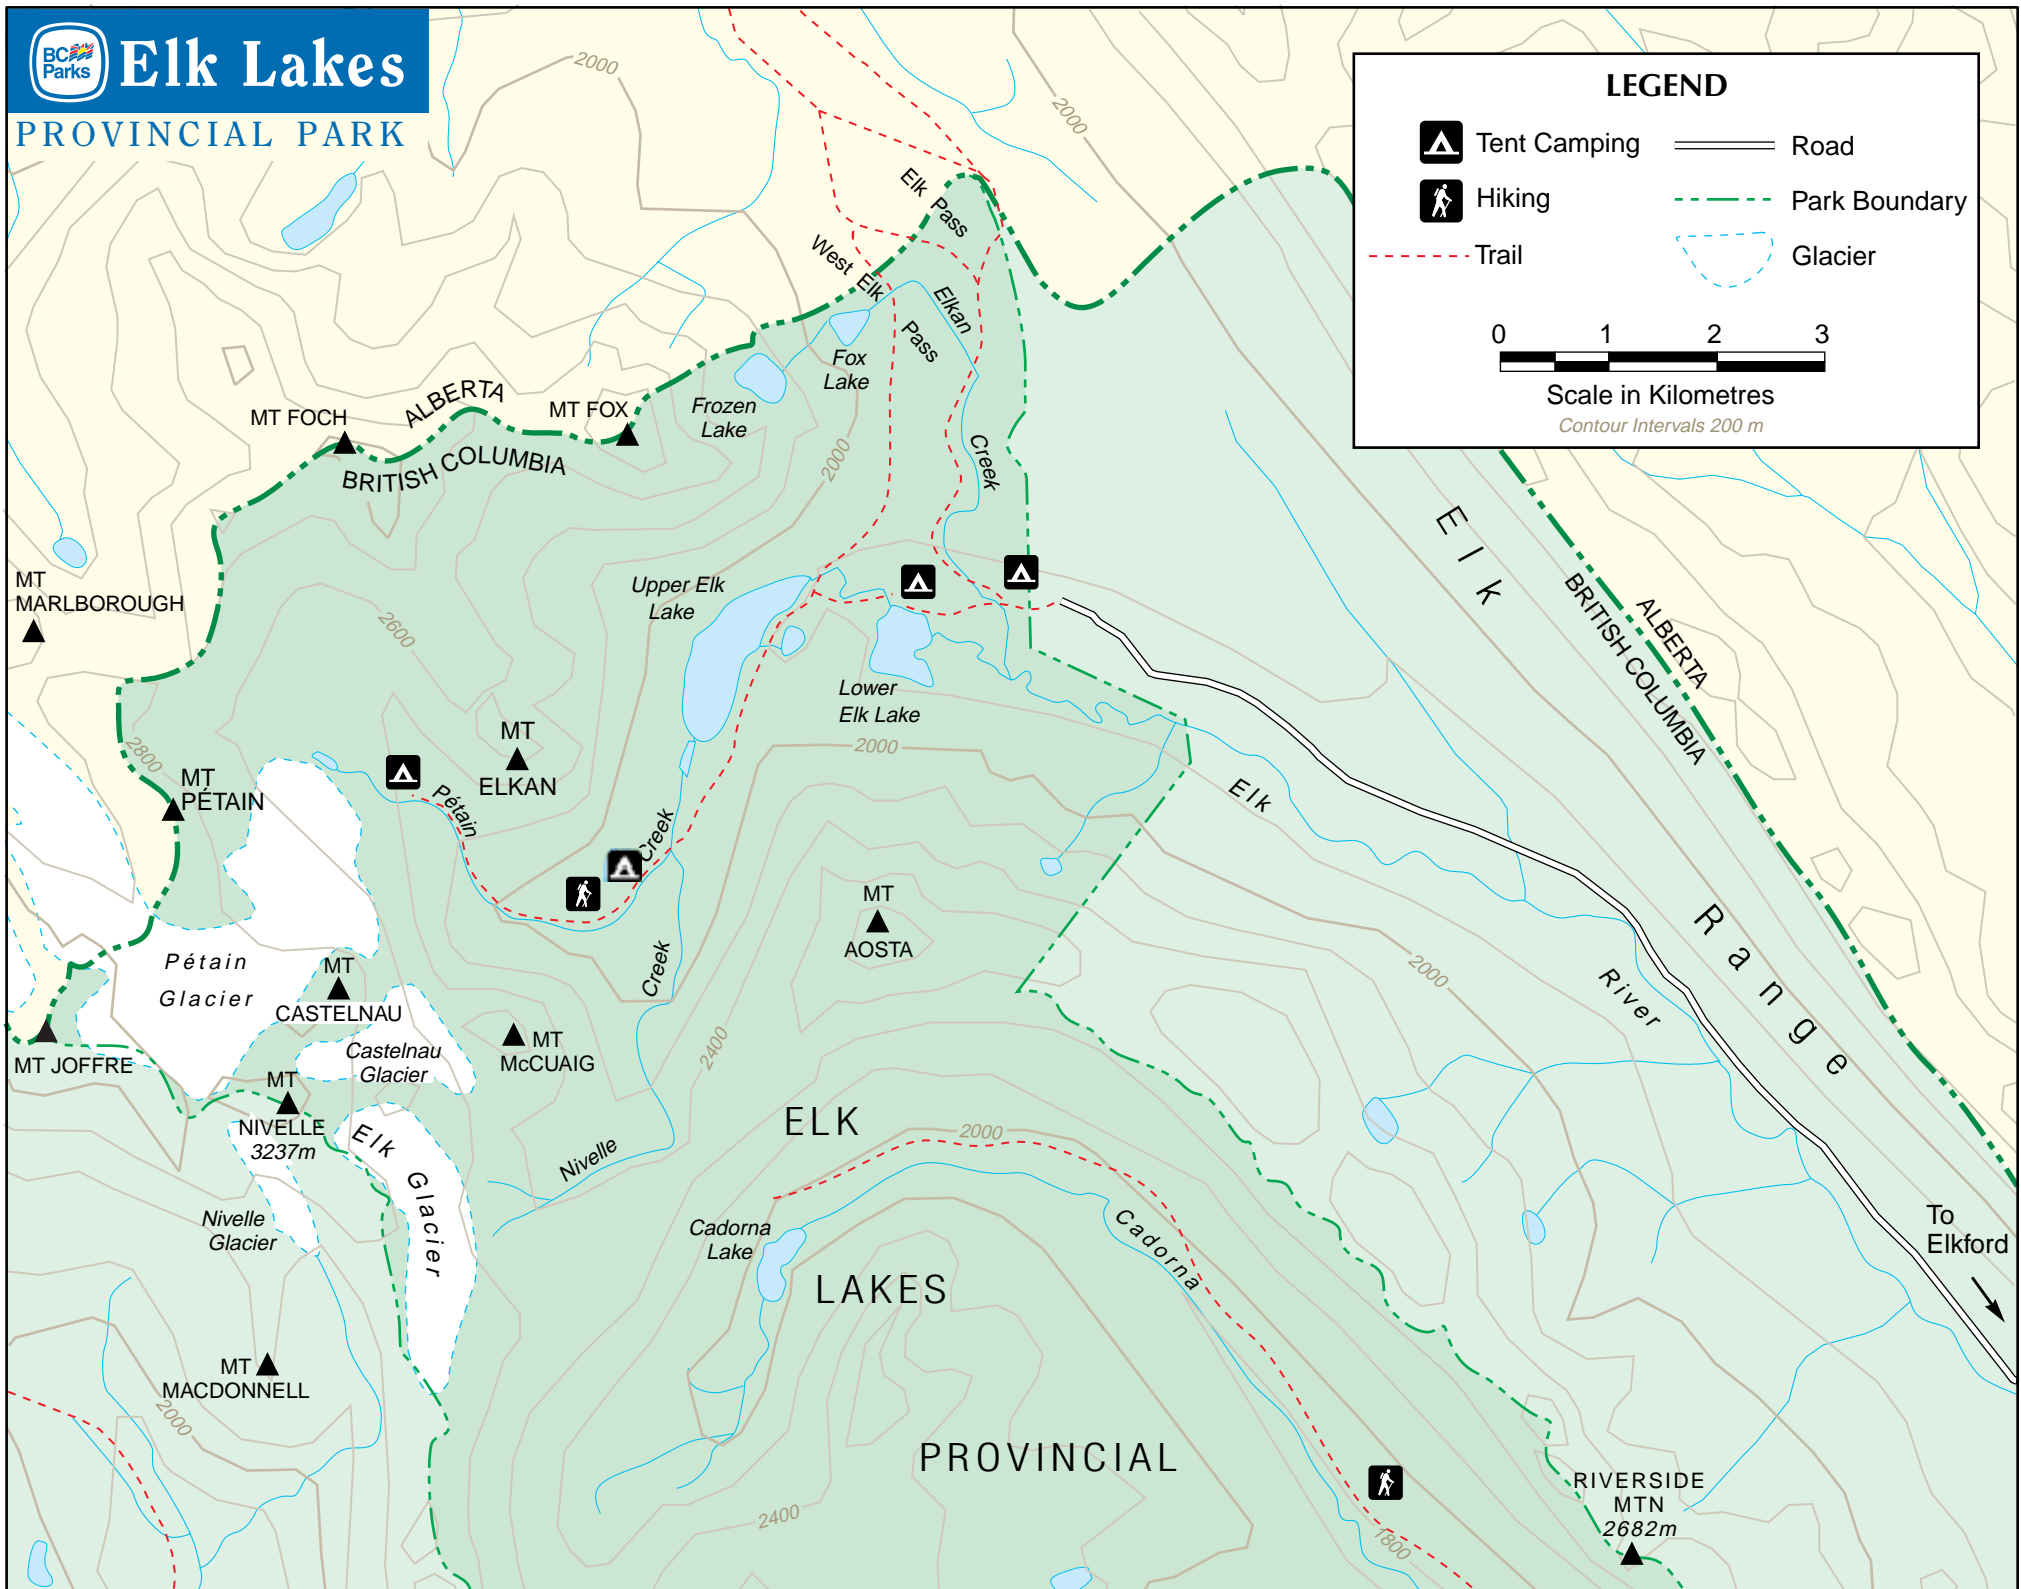 BC Parks
Elk Lakes
PROVINCIAL PARK
LEGEND
Tent Camping
Road
Hiking
Park Boundary
Trail
Glacier
0 1 2 3
Scale in Kilometres
Contour Intervals 200 m
2000
2000
Elk Pass
West Elk Pass
Elkan Creek
Fox
Lake
Frozen
Lake
MT FOCH
ALBERTA
MT FOX
BRITISH COLUMBIA
2000
Elk Range
MT
MARLBOROUGH
2600
Upper Elk
Lake
ALBERTA
BRITISH COLUMBIA
Lower
Elk Lake
2000
2800
MT
PÉTAIN
MT
ELKAN
Pétain Creek
Elk River
MT
AOSTA
Pétain
Glacier
MT
CASTELNAU
Creek
2000
MT JOFFRE
Castelnau
Glacier
MT
McCUAIG
2400
MT
NIVELLE
3237m
Elk Glacier
ELK
2000
Nivelle
Nivelle
Glacier
Cadorna
Lake
Cadorna
To
Elkford
LAKES
MT
MACDONNELL
2000
PROVINCIAL
2400
1800
RIVERSIDE
MTN
2682m